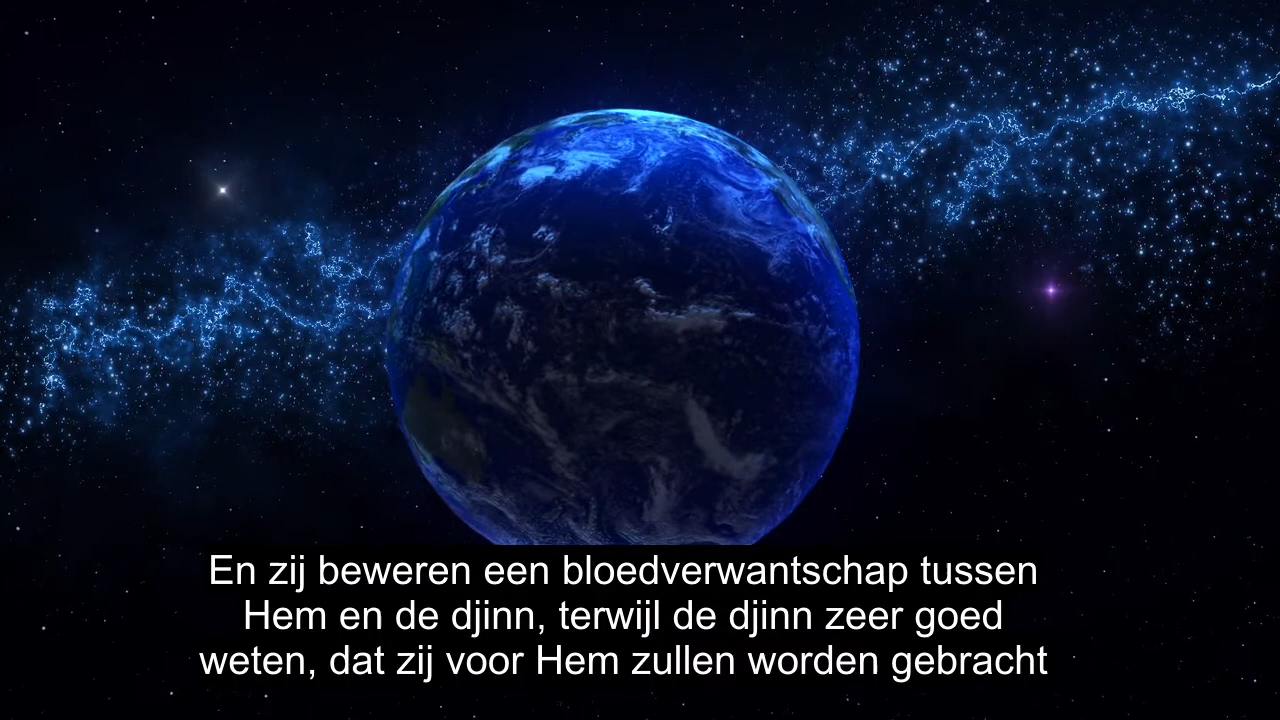 En zij beweren een bloedverwantschap tussen
Hem en de djinn, terwijl de djinn zeer goed
weten, dat zij voor Hem zullen worden gebracht